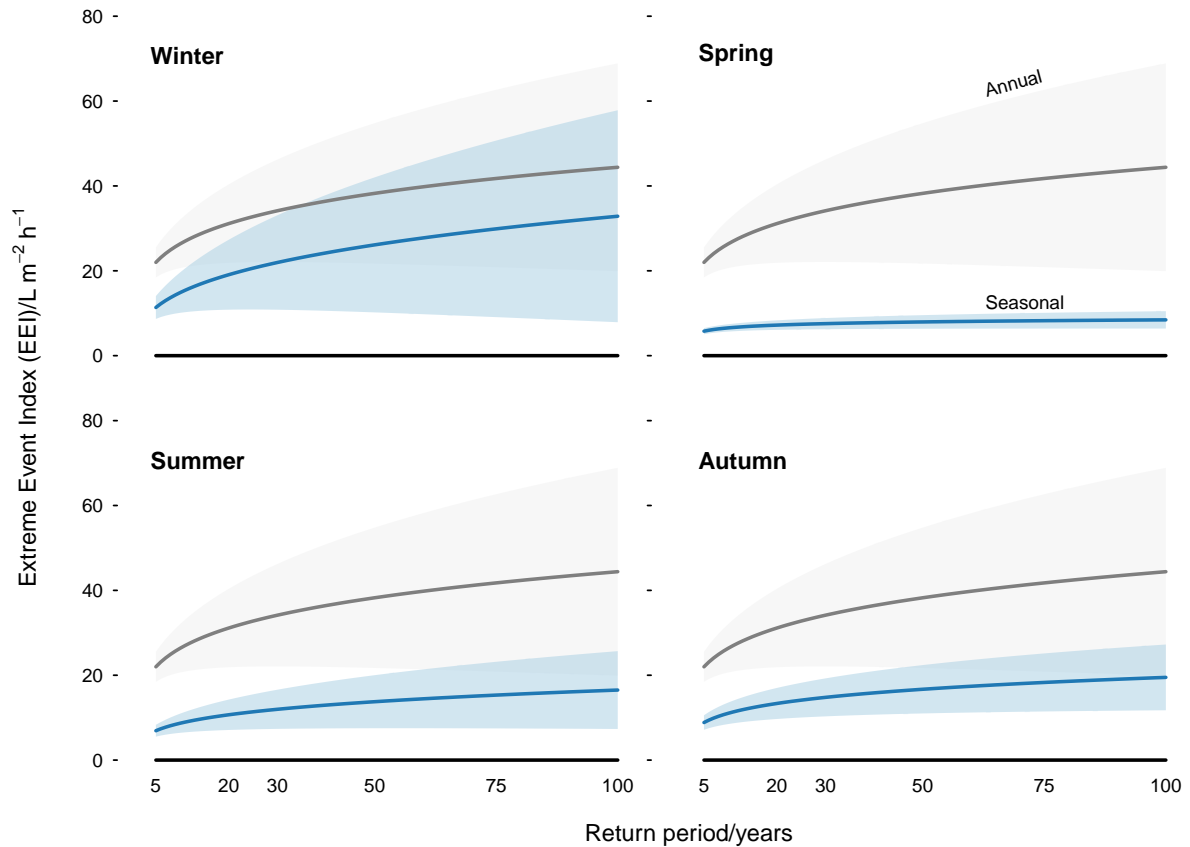 80
Winter
Spring
60
Annual
40
20
Seasonal
0
80
Summer
Autumn
60
40
20
0
5 20 30 50 75 100
5 20 30 50 75 100
Extreme Event Index (EEI)/L m⁻² h⁻¹
Return period/years